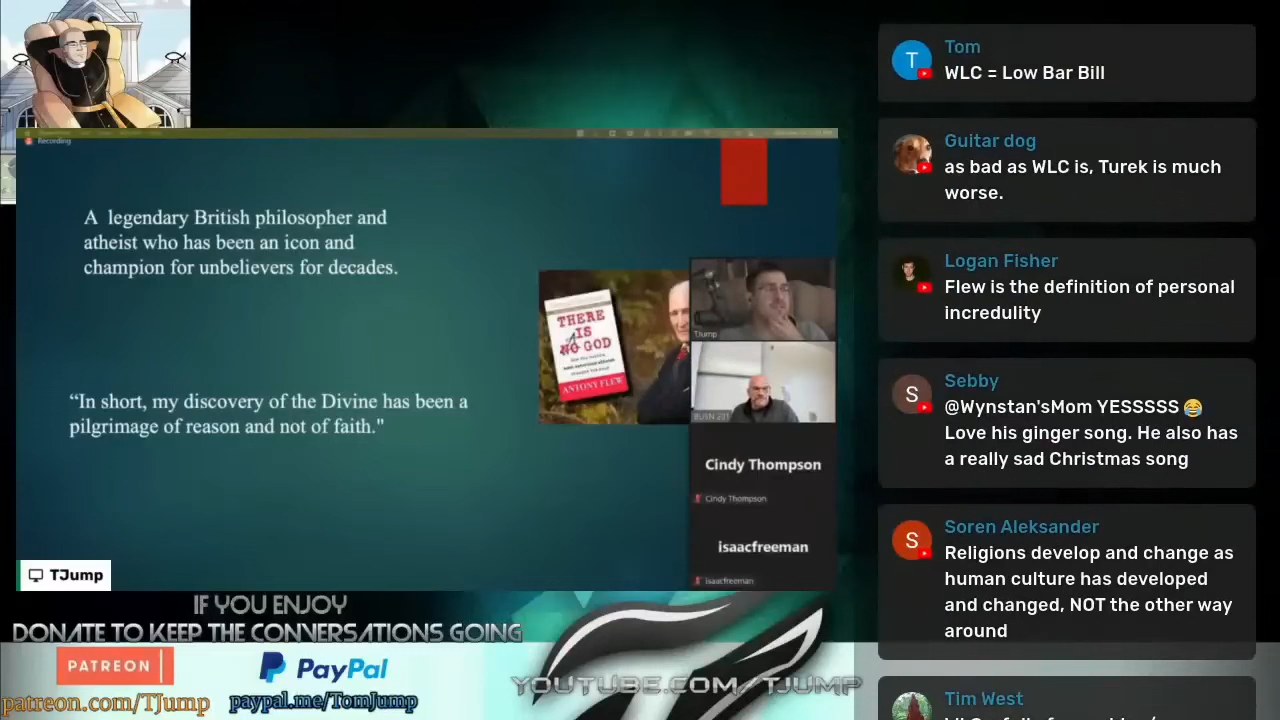 Recording
A legendary British philosopher and
atheist who has been an icon and
champion for unbelievers for decades.
"In short, my discovery of the Divine has been a
pilgrimage of reason and not of faith."
THERE
IS
A
NO
GOD
ANTONY FLEW
TJump
BUSN 231
Cindy Thompson
Cindy Thompson
isaacfreeman
isaacfreeman
TJump
IF YOU ENJOY
DONATE TO KEEP THE CONVERSATIONS GOING
PATREON
PayPal
patreon.com/TJump
paypal.me/TomJump
YOUTUBE.COM/TJUMP
Tom
WLC = Low Bar Bill
Guitar dog
as bad as WLC is, Turek is much
worse.
Logan Fisher
Flew is the definition of personal
incredulity
Sebby
@Wynstan'sMom YESSSSS 😂
Love his ginger song. He also has
a really sad Christmas song
Soren Aleksander
Religions develop and change as
human culture has developed
and changed, NOT the other way
around
Tim West